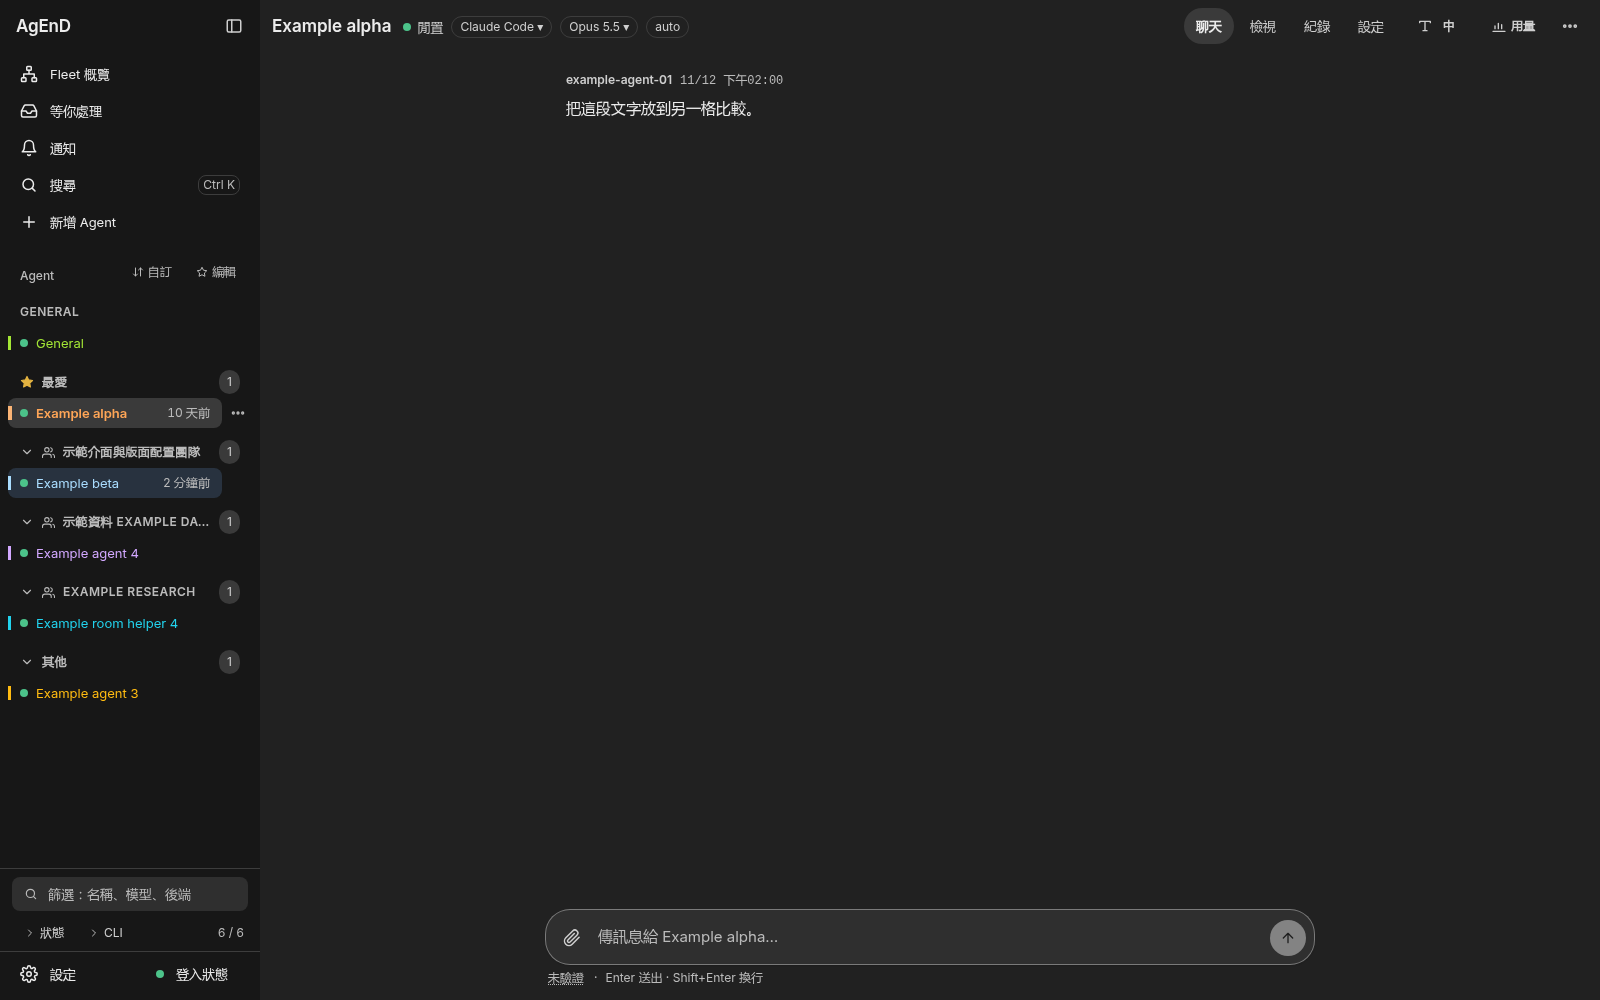 AgEnD
Fleet 概覽
等你處理
通知
搜尋 Ctrl K
新增 Agent
Agent 自訂 編輯
GENERAL
General
最愛 1
Example alpha 10 天前
示範介面與版面配置團隊 1
Example beta 2 分鐘前
示範資料 EXAMPLE DA... 1
Example agent 4
EXAMPLE RESEARCH 1
Example room helper 4
其他 1
Example agent 3
篩選：名稱、模型、後端
狀態 CLI 6 / 6
設定 登入狀態
Example alpha 閒置 Claude Code ▾ Opus 5.5 ▾ auto
聊天 檢視 紀錄 設定 T 中 用量
example-agent-01 11/12 下午02:00
把這段文字放到另一格比較。
傳訊息給 Example alpha...
未驗證 · Enter 送出 · Shift+Enter 換行